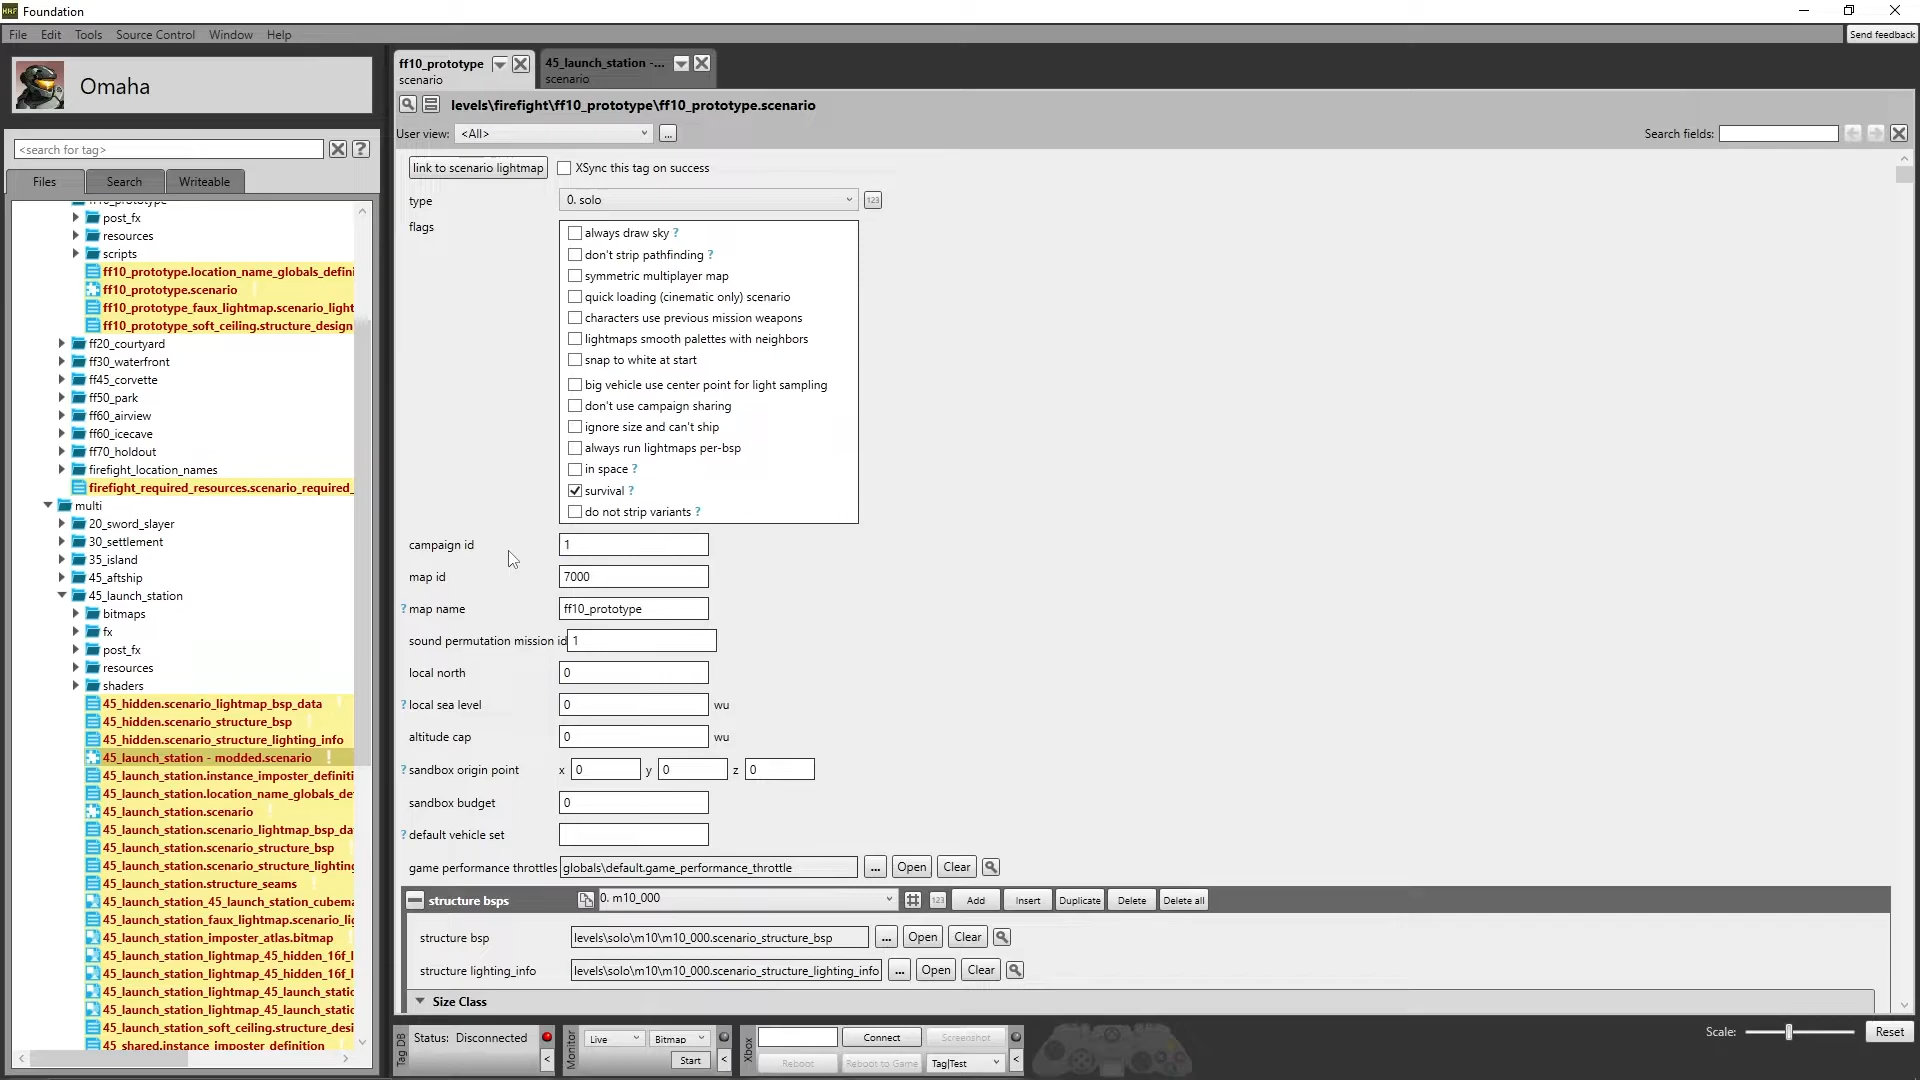 Foundation
File Edit Tools Source Control Window Help Send feedback
Omaha
<search for tag>
Files Search Writeable
ff10_prototype
post_fx
resources
scripts
ff10_prototype.location_name_globals_defini
ff10_prototype.scenario
ff10_prototype_faux_lightmap.scenario_light
ff10_prototype_soft_ceiling.structure_design
ff20_courtyard
ff30_waterfront
ff45_corvette
ff50_park
ff60_airview
ff60_icecave
ff70_holdout
firefight_location_names
firefight_required_resources.scenario_required_
multi
20_sword_slayer
30_settlement
35_island
45_aftship
45_launch_station
bitmaps
fx
post_fx
resources
shaders
45_hidden.scenario_lightmap_bsp_data
45_hidden.scenario_structure_bsp
45_hidden.scenario_structure_lighting_info
45_launch_station - modded.scenario
45_launch_station.instance_imposter_definiti
45_launch_station.location_name_globals_de
45_launch_station.scenario
45_launch_station.scenario_lightmap_bsp_da
45_launch_station.scenario_structure_bsp
45_launch_station.scenario_structure_lighting
45_launch_station.structure_seams
45_launch_station_45_launch_station_cubema
45_launch_station_faux_lightmap.scenario_lig
45_launch_station_imposter_atlas.bitmap
45_launch_station_lightmap_45_hidden_16f_l
45_launch_station_lightmap_45_hidden_16f_l
45_launch_station_lightmap_45_launch_static
45_launch_station_lightmap_45_launch_static
45_launch_station_soft_ceiling.structure_desi
45_shared.instance_imposter_definition
ff10_prototype
scenario
45_launch_station -...
scenario
levels\firefight\ff10_prototype\ff10_prototype.scenario
User view: <All> ... Search fields:
link to scenario lightmap XSync this tag on success
type 0. solo 123
flags
always draw sky ?
don't strip pathfinding ?
symmetric multiplayer map
quick loading (cinematic only) scenario
characters use previous mission weapons
lightmaps smooth palettes with neighbors
snap to white at start
big vehicle use center point for light sampling
don't use campaign sharing
ignore size and can't ship
always run lightmaps per-bsp
in space ?
survival ?
do not strip variants ?
campaign id 1
map id 7000
? map name ff10_prototype
sound permutation mission id 1
local north 0
? local sea level 0 wu
altitude cap 0 wu
? sandbox origin point x 0 y 0 z 0
sandbox budget 0
? default vehicle set
game performance throttles globals\default.game_performance_throttle ... Open Clear
structure bsps 0. m10_000 123 Add Insert Duplicate Delete Delete all
structure bsp levels\solo\m10\m10_000.scenario_structure_bsp ... Open Clear
structure lighting_info levels\solo\m10\m10_000.scenario_structure_lighting_info ... Open Clear
Size Class
Tag DB Status: Disconnected < Monitor Live Bitmap Start < Xbox Connect Screenshot Reboot Reboot to Game Tag|Test < Scale: Reset